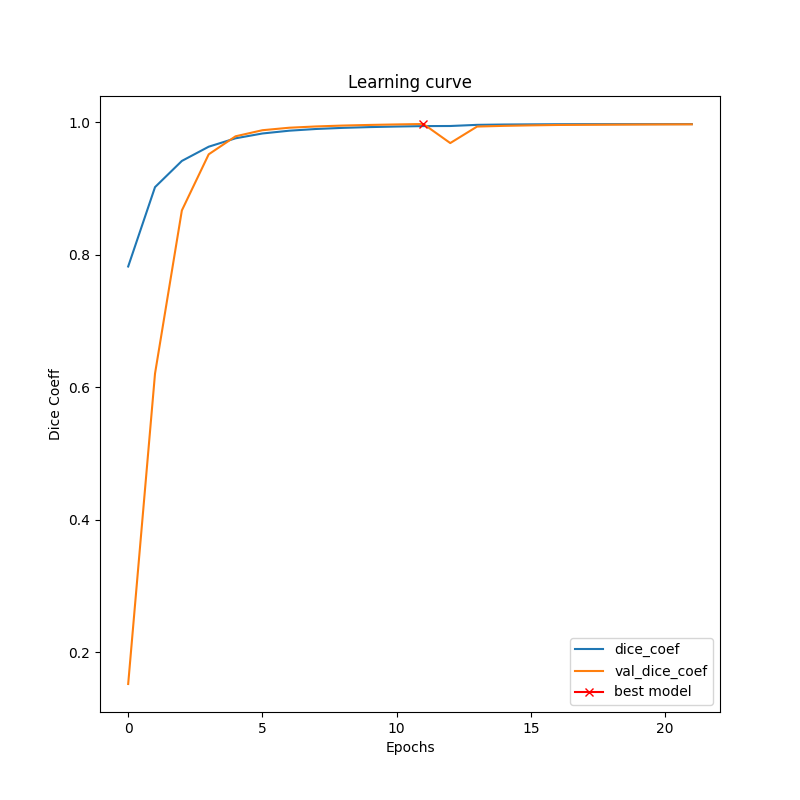 Learning curve
1.0
0.8
0.6
0.4
0.2
Dice Coeff
0
5
10
15
20
Epochs
dice_coef
val_dice_coef
best model